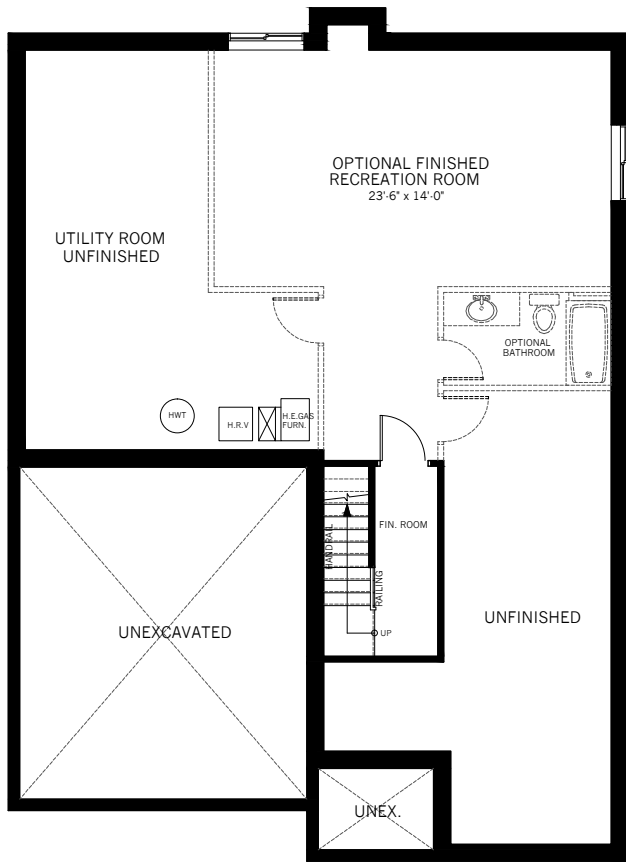 OPTIONAL FINISHED
RECREATION ROOM
23'-6" x 14'-0"
UTILITY ROOM
UNFINISHED
OPTIONAL
BATHROOM
HWT
H.R.V
H.E.GAS
FURN.
FIN. ROOM
HANDRAIL
RAILING
UP
UNFINISHED
UNEXCAVATED
UNEX.